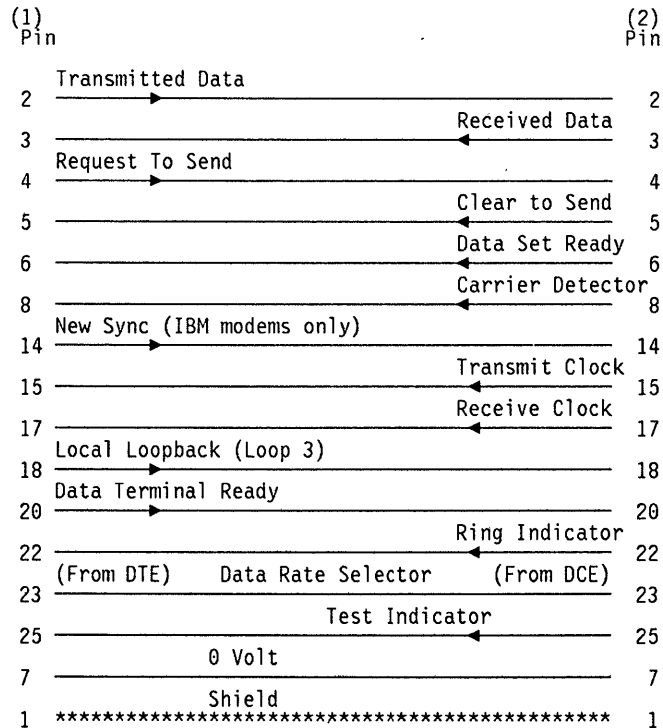 (1) (2)
Pin Pin
Transmitted Data
2 2
Received Data
3 3
Request To Send
4 4
Clear to Send
5 5
Data Set Ready
6 6
Carrier Detector
8 8
New Sync (IBM modems only)
14 14
Transmit Clock
15 15
Receive Clock
17 17
Local Loopback (Loop 3)
18 18
Data Terminal Ready
20 20
Ring Indicator
22 22
(From DTE) Data Rate Selector (From DCE)
23 23
Test Indicator
25 25
0 Volt
7 7
Shield
1 *********************************************** 1